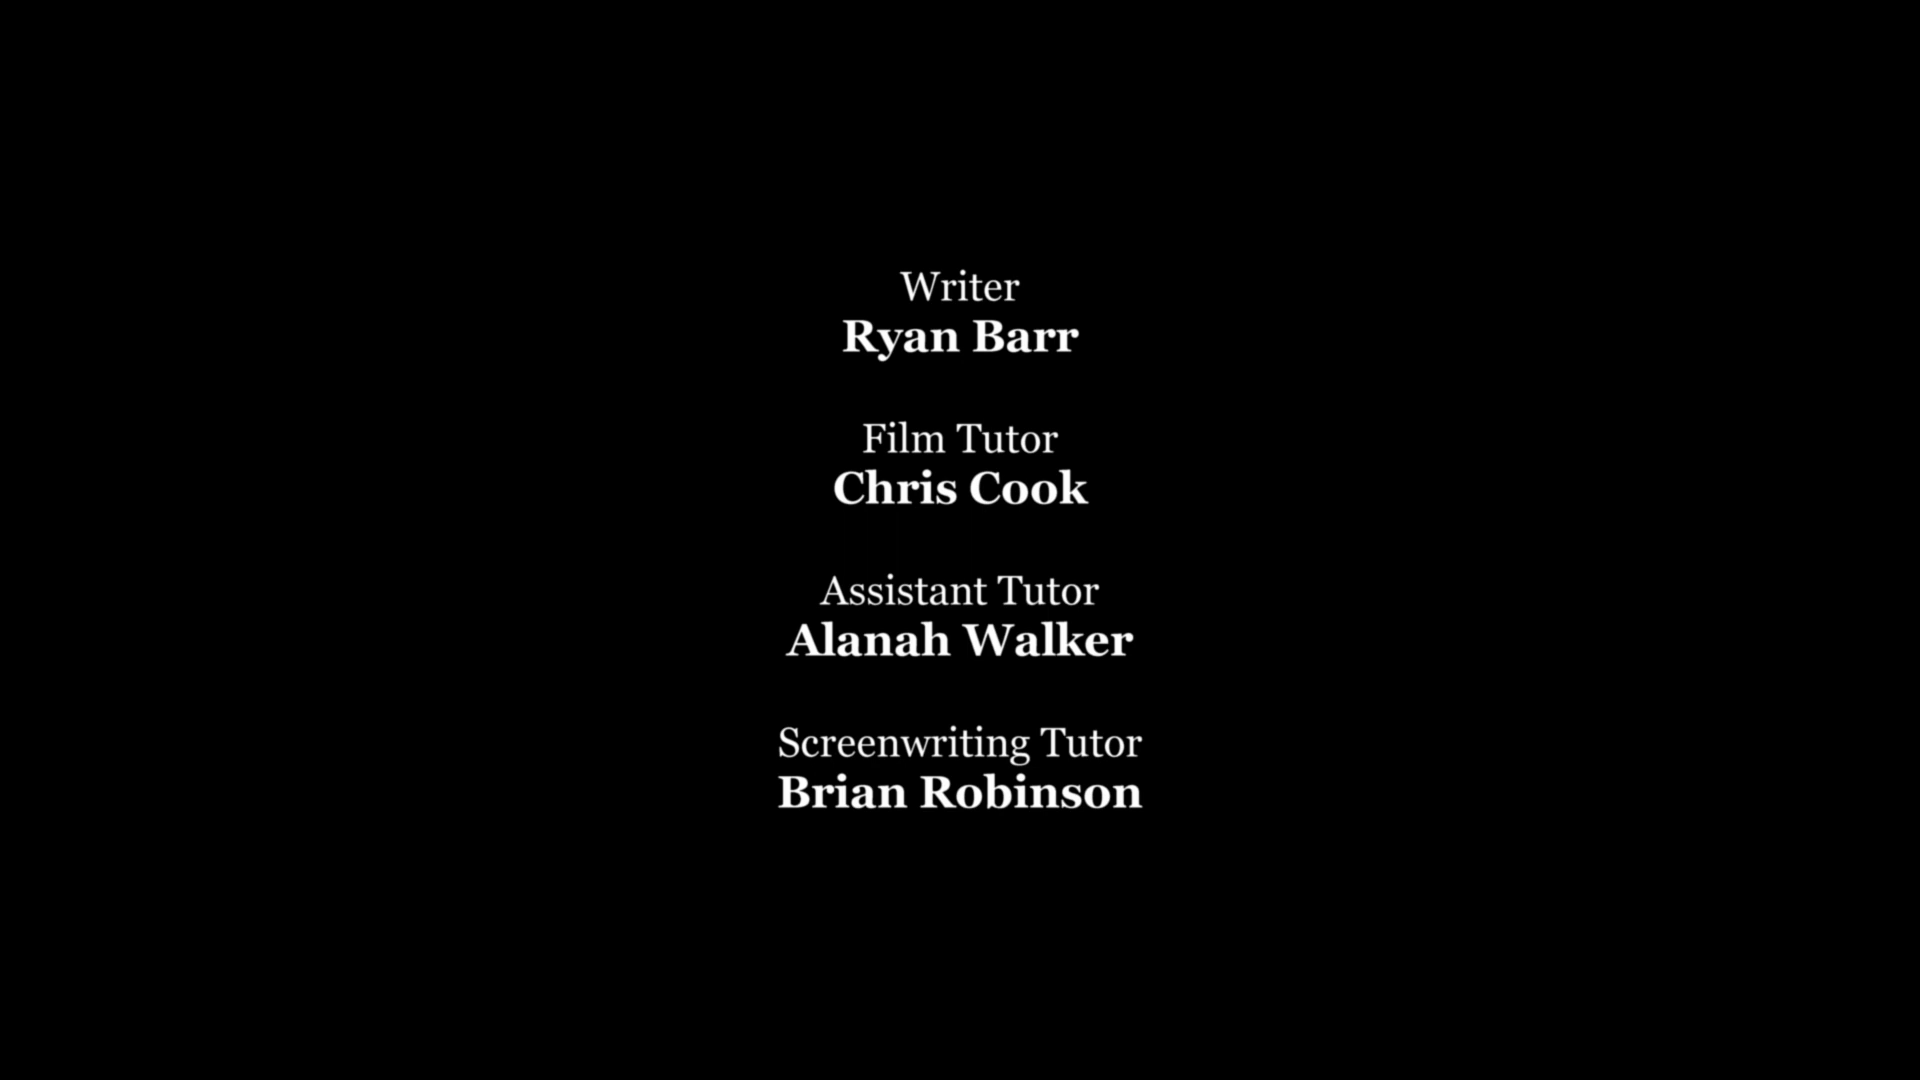 Writer
Ryan Barr
Film Tutor
Chris Cook
Assistant Tutor
Alanah Walker
Screenwriting Tutor
Brian Robinson